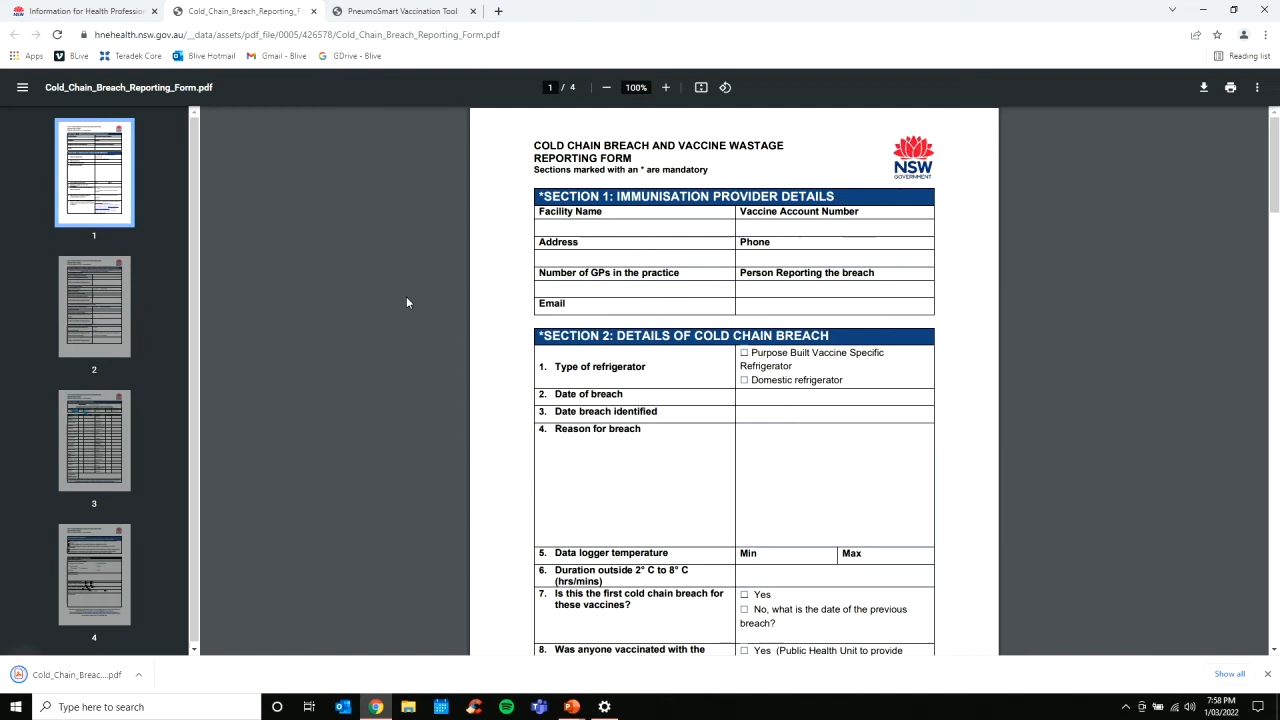 Information for Health Profession
Cold_Chain_Breach_Reporting_F
PneumoSmart Vaccination Tool
hnehealth.nsw.gov.au/__data/assets/pdf_file/0005/426578/Cold_Chain_Breach_Reporting_Form.pdf
Apps
BLive
Teradek Core
Blive Hotmail
Gmail - Blive
GDrive - Blive
Reading list
Cold_Chain_Breach_Reporting_Form.pdf
1 / 4
100%
1
2
3
4
COLD CHAIN BREACH AND VACCINE WASTAGE
REPORTING FORM
Sections marked with an * are mandatory
NSW
GOVERNMENT
*SECTION 1: IMMUNISATION PROVIDER DETAILS
Facility Name
Vaccine Account Number
Address
Phone
Number of GPs in the practice
Person Reporting the breach
Email
*SECTION 2: DETAILS OF COLD CHAIN BREACH
1. Type of refrigerator
☐ Purpose Built Vaccine Specific
Refrigerator
☐ Domestic refrigerator
2. Date of breach
3. Date breach identified
4. Reason for breach
5. Data logger temperature
Min
Max
6. Duration outside 2° C to 8° C
(hrs/mins)
7. Is this the first cold chain breach for
these vaccines?
☐ Yes
☐ No, what is the date of the previous
breach?
8. Was anyone vaccinated with the
☐ Yes (Public Health Unit to provide
Cold_Chain_Breac....pdf
Show all
Type here to search
7:58 PM
1/03/2022